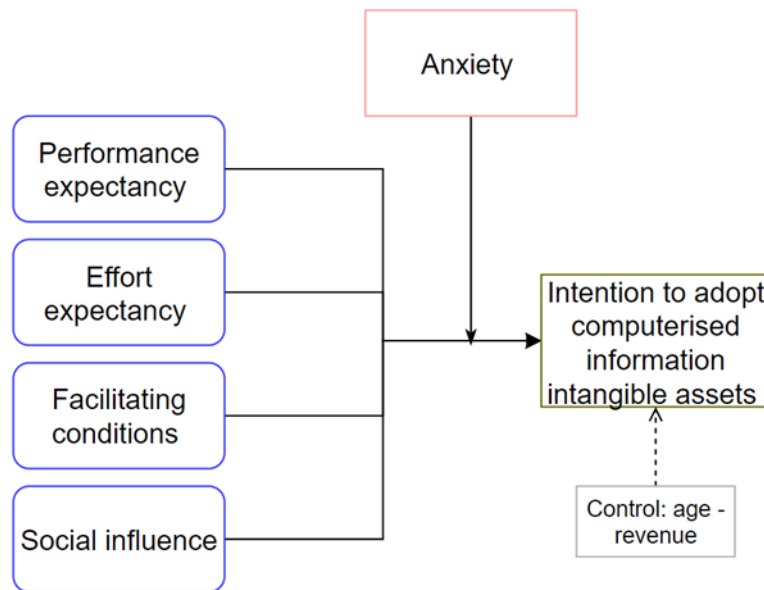 Anxiety
Performance
expectancy
Effort
expectancy
Facilitating
conditions
Social influence
Intention to adopt
computerised
information
intangible assets
Control: age -
revenue